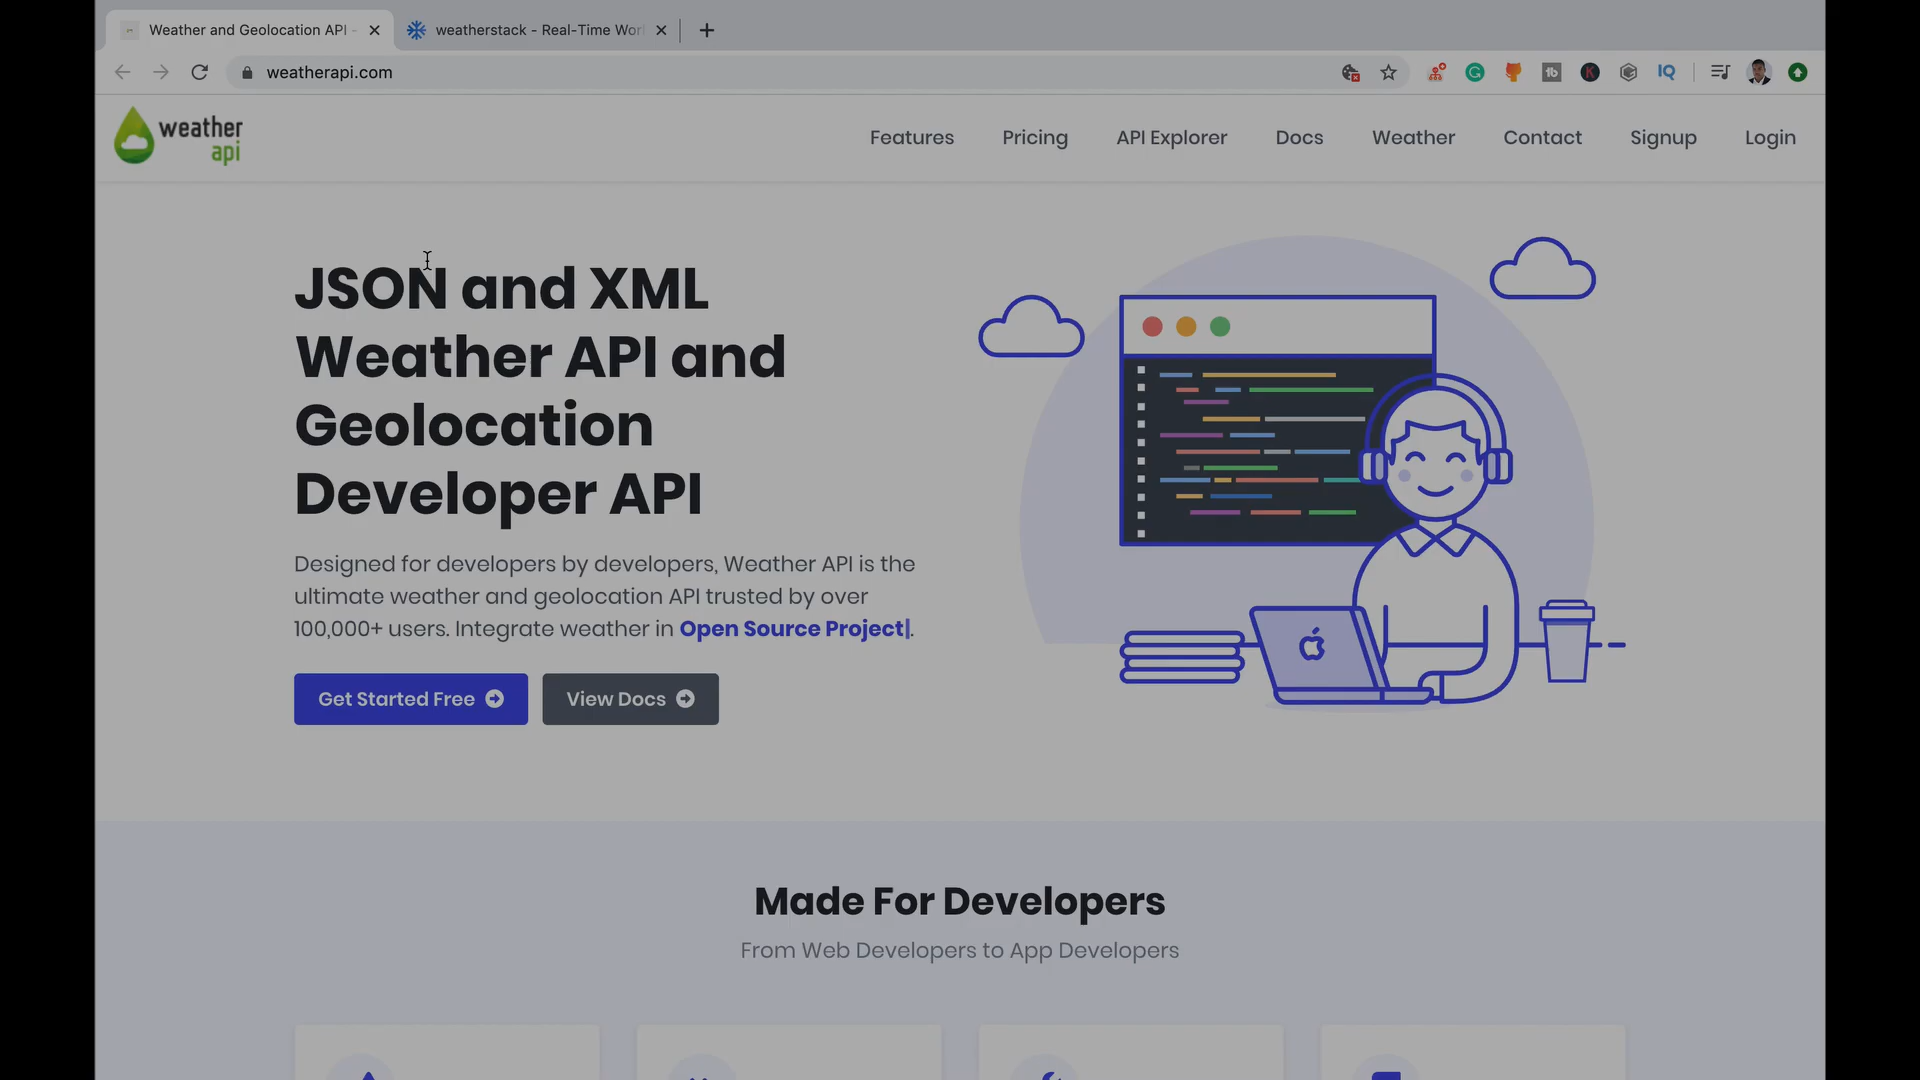 Weather and Geolocation API -
weatherstack - Real-Time Wor
weatherapi.com
IQ
weather
api
Features
Pricing
API Explorer
Docs
Weather
Contact
Signup
Login
JSON and XML
Weather API and
Geolocation
Developer API
Designed for developers by developers, Weather API is the
ultimate weather and geolocation API trusted by over
100,000+ users. Integrate weather in Open Source Project|.
Get Started Free
View Docs
Made For Developers
From Web Developers to App Developers